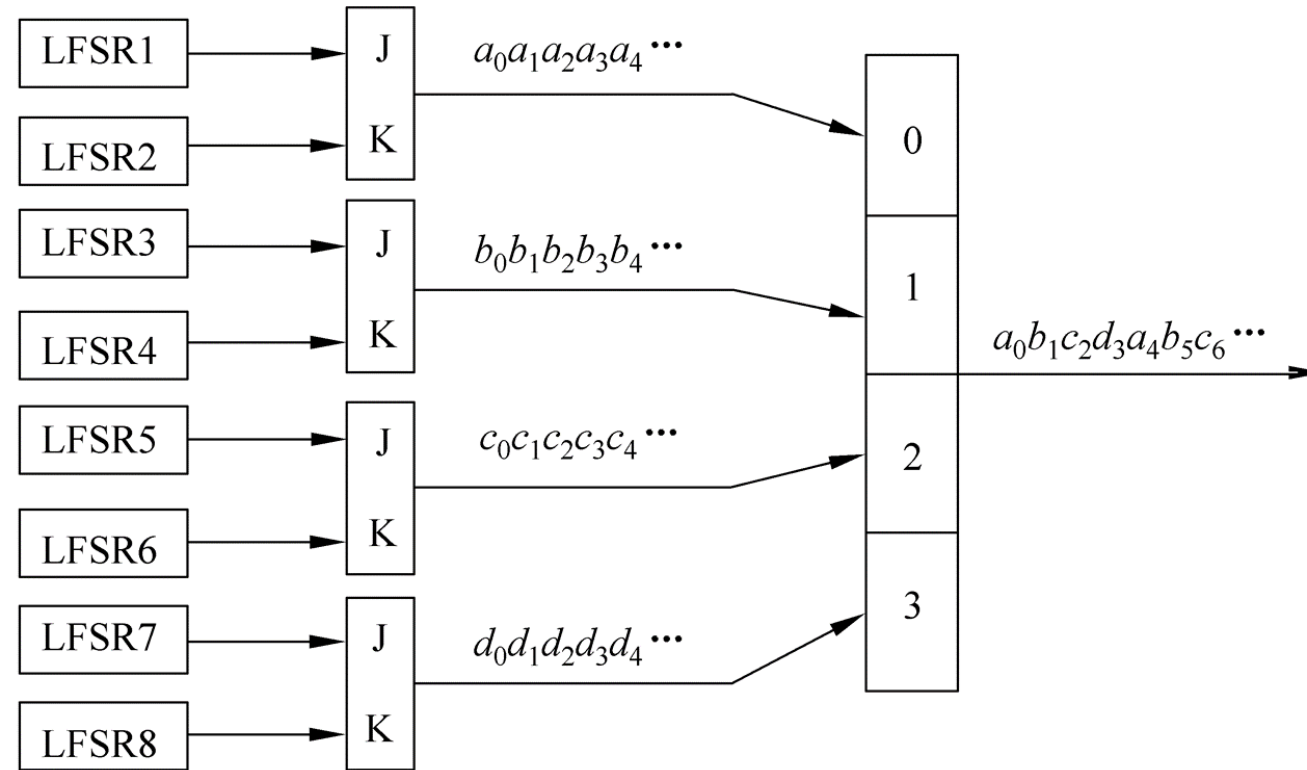 LFSR1
J
a₀a₁a₂a₃a₄⋯
LFSR2
K
0
LFSR3
J
b₀b₁b₂b₃b₄⋯
1
LFSR4
K
a₀b₁c₂d₃a₄b₅c₆⋯
LFSR5
J
c₀c₁c₂c₃c₄⋯
2
LFSR6
K
LFSR7
J
d₀d₁d₂d₃d₄⋯
3
LFSR8
K